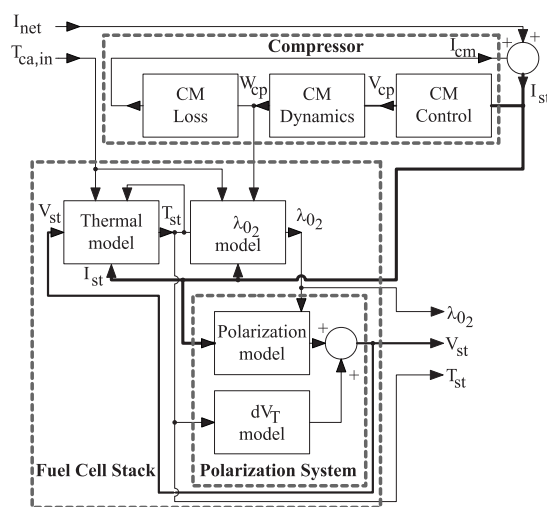 I_net
T_ca,in
Compressor
+
+
I_cm
I_st
CM Loss
W_cp
CM Dynamics
V_cp
CM Control
V_st
Thermal model
T_st
λ_O2 model
λ_O2
I_st
Polarization model
+
+
dV_T model
λ_O2
V_st
T_st
Fuel Cell Stack
Polarization System